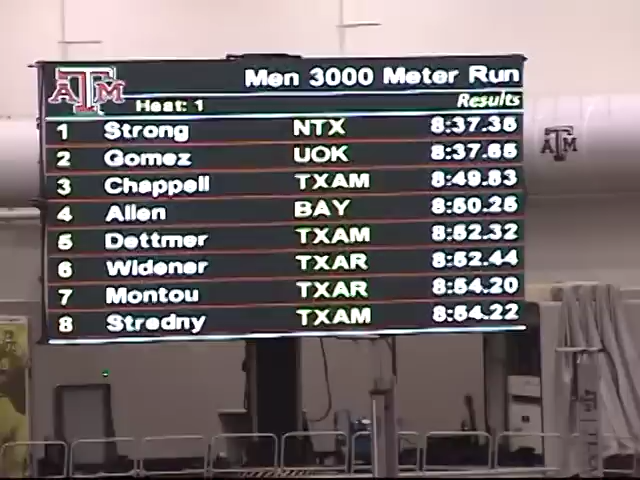 ATM
Men 3000 Meter Run
Heat: 1
Results
1 Strong NTX 8:37.35
2 Gomez UOK 8:37.65
3 Chappell TXAM 8:49.83
4 Allen BAY 8:50.25
5 Dettmer TXAM 8:52.32
6 Widener TXAR 8:52.44
7 Montou TXAR 8:54.20
8 Stredny TXAM 8:54.22
ATM